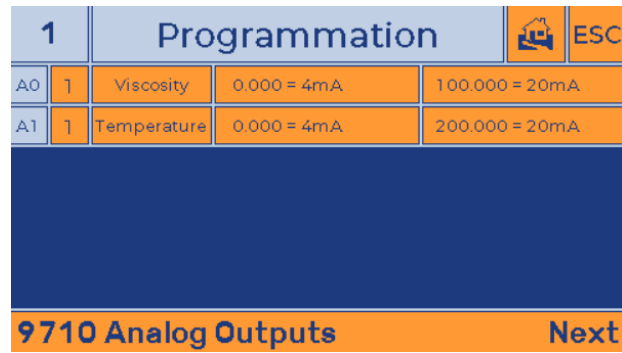 1 Programmation ESC
A0 1 Viscosity 0.000 = 4mA 100.000 = 20mA
A1 1 Temperature 0.000 = 4mA 200.000 = 20mA
9710 Analog Outputs Next